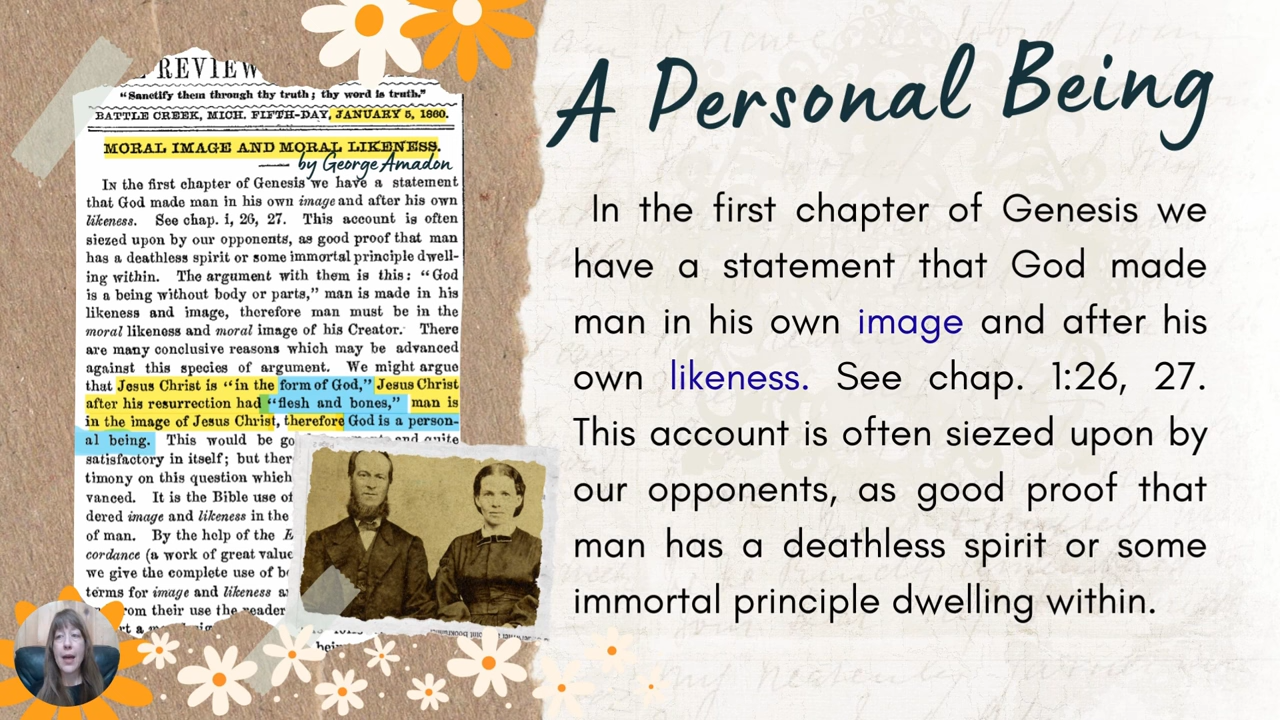 REVIEW
"Sanctify them through thy truth; thy word is truth."
BATTLE CREEK, MICH. FIFTH-DAY, JANUARY 5, 1860.
MORAL IMAGE AND MORAL LIKENESS.
by George Amadon
In the first chapter of Genesis we have a statement
that God made man in his own image and after his own
likeness. See chap. i, 26, 27. This account is often
siezed upon by our opponents, as good proof that man
has a deathless spirit or some immortal principle dwell-
ing within. The argument with them is this: "God
is a being without body or parts," man is made in his
likeness and image, therefore man must be in the
moral likeness and moral image of his Creator. There
are many conclusive reasons which may be advanced
against this species of argument. We might argue
that Jesus Christ is "in the form of God," Jesus Christ
after his resurrection had "flesh and bones," man is
in the image of Jesus Christ, therefore God is a person-
al being. This would be and quite
satisfactory in itself; but
timony on this question which
vanced. It is the Bible use of
dered image and likeness in the
of man. By the help of the
cordance (a work of great value
we give the complete use of
terms for image and likeness
from their use the reader
A Personal Being
In the first chapter of Genesis we
have a statement that God made
man in his own image and after his
own likeness. See chap. 1:26, 27.
This account is often siezed upon by
our opponents, as good proof that
man has a deathless spirit or some
immortal principle dwelling within.